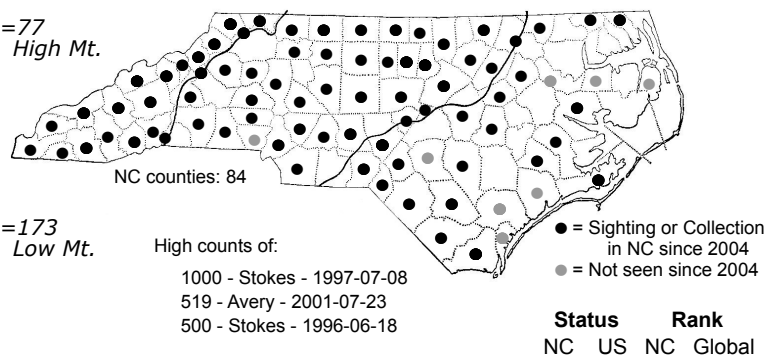 =77
High Mt.
NC counties: 84
=173
Low Mt.
High counts of:
1000 - Stokes - 1997-07-08
519 - Avery - 2001-07-23
500 - Stokes - 1996-06-18
● = Sighting or Collection
in NC since 2004
● = Not seen since 2004
Status Rank
NC US NC Global